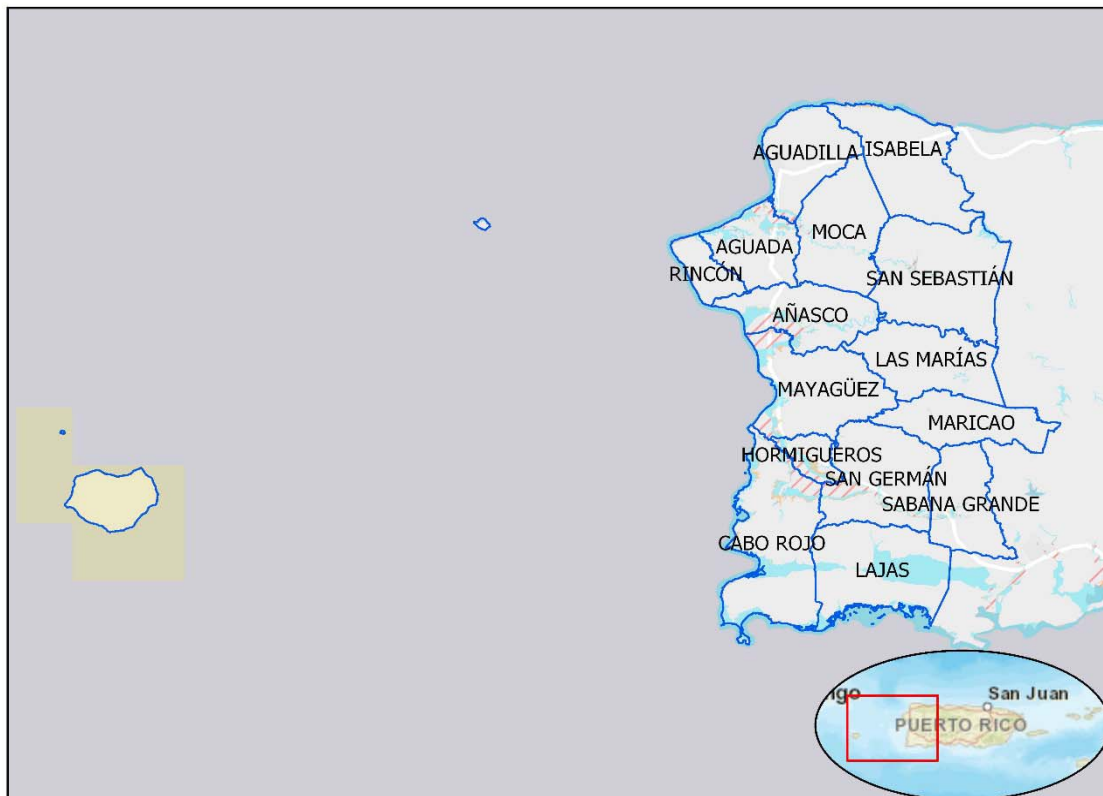 AGUADILLA
ISABELA
MOCA
AGUADA
RINCÓN
SAN SEBASTIÁN
AÑASCO
LAS MARÍAS
MAYAGÜEZ
MARICAO
HORMIGUEROS
SAN GERMÁN
SABANA GRANDE
CABO ROJO
LAJAS
igo
San Juan
PUERTO RICO